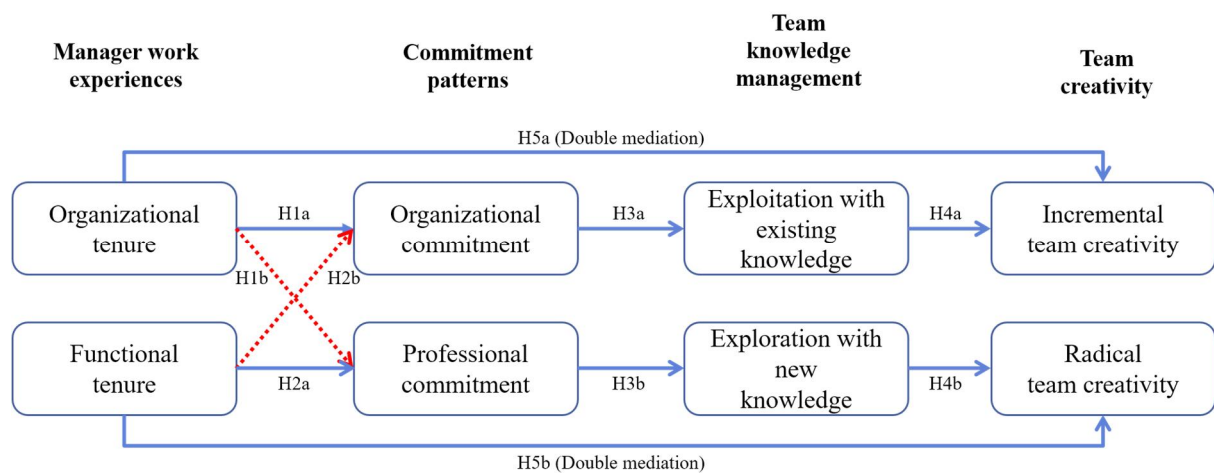 Manager work
experiences
Commitment
patterns
Team
knowledge
management
Team
creativity
H5a (Double mediation)
Organizational
tenure
H1a
Organizational
commitment
H3a
Exploitation with
existing
knowledge
H4a
Incremental
team creativity
H1b
H2b
Functional
tenure
H2a
Professional
commitment
H3b
Exploration with
new
knowledge
H4b
Radical
team creativity
H5b (Double mediation)